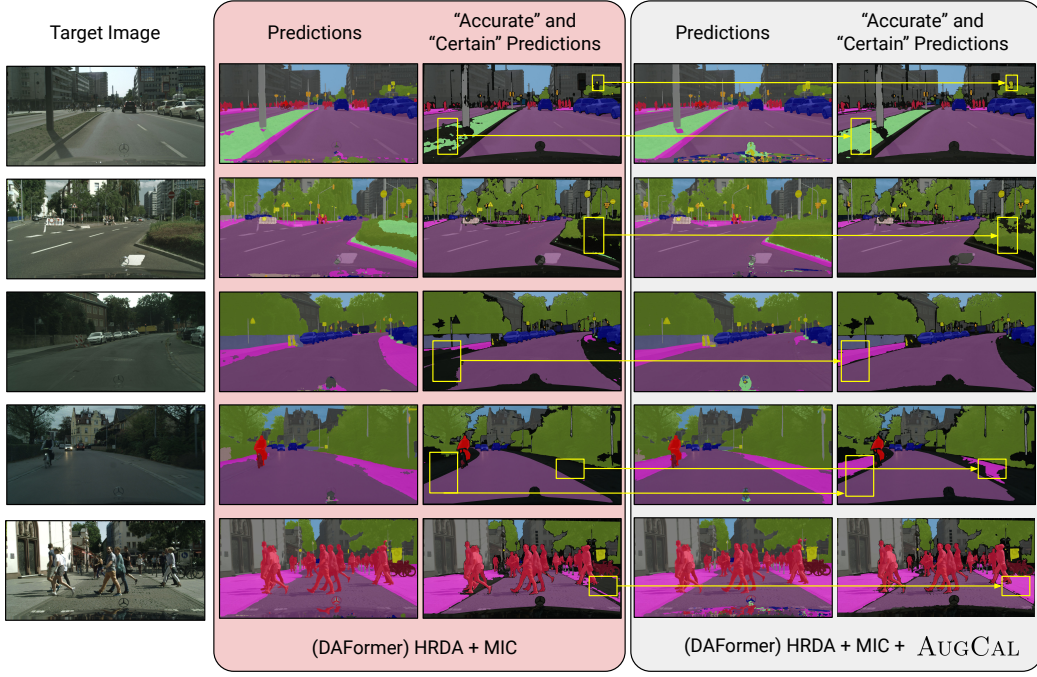 Target Image
Predictions
“Accurate” and
“Certain” Predictions
Predictions
“Accurate” and
“Certain” Predictions
(DAFormer) HRDA + MIC
(DAFormer) HRDA + MIC + AUGCAL